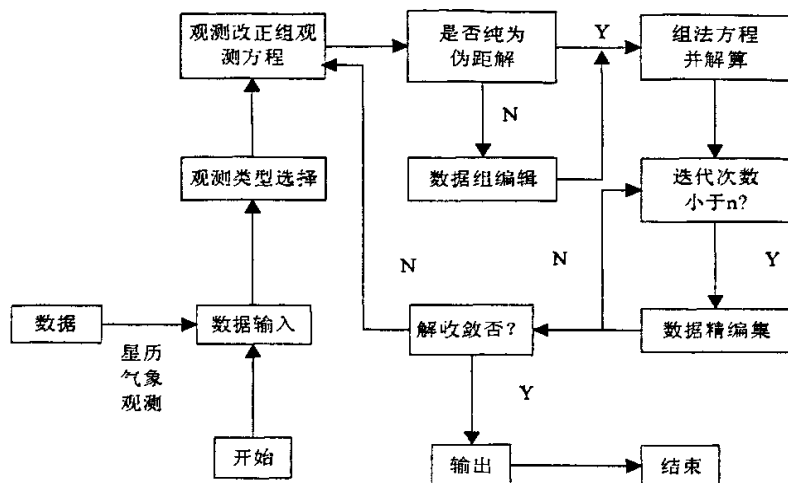 观测改正组观
测方程
是否纯为
伪距解
Y
组法方程
并解算
N
观测类型选择
数据组编辑
迭代次数
小于n?
N
N
Y
数据
数据输入
解收敛否?
数据精编集
星历
气象
观测
Y
开始
输出
结束